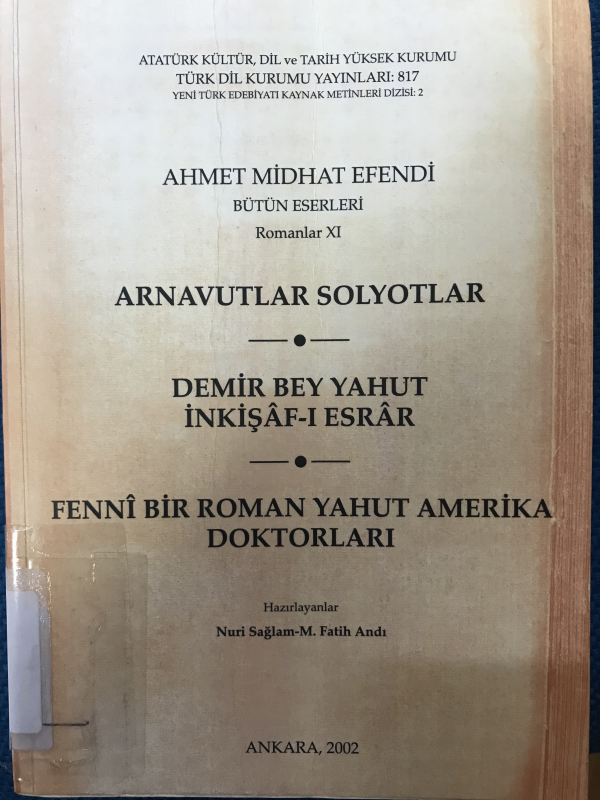 ATATÜRK KÜLTÜR, DİL ve TARİH YÜKSEK KURUMU
TÜRK DİL KURUMU YAYINLARI: 817
YENİ TÜRK EDEBİYATI KAYNAK METİNLERİ DİZİSİ: 2
AHMET MİDHAT EFENDİ
BÜTÜN ESERLERİ
Romanlar XI
ARNAVUTLAR SOLYOTLAR
DEMİR BEY YAHUT
İNKİŞÂF-I ESRÂR
FENNÎ BİR ROMAN YAHUT AMERİKA
DOKTORLARI
Hazırlayanlar
Nuri Sağlam-M. Fatih Andı
ANKARA, 2002